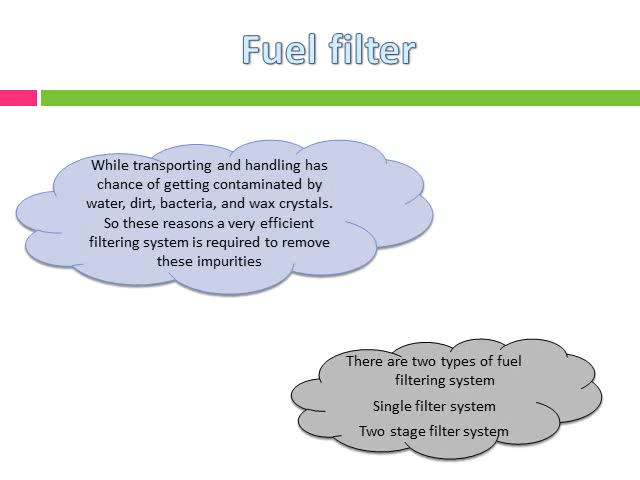 Fuel filter
While transporting and handling has
chance of getting contaminated by
water, dirt, bacteria, and wax crystals.
So these reasons a very efficient
filtering system is required to remove
these impurities
There are two types of fuel
filtering system
Single filter system
Two stage filter system